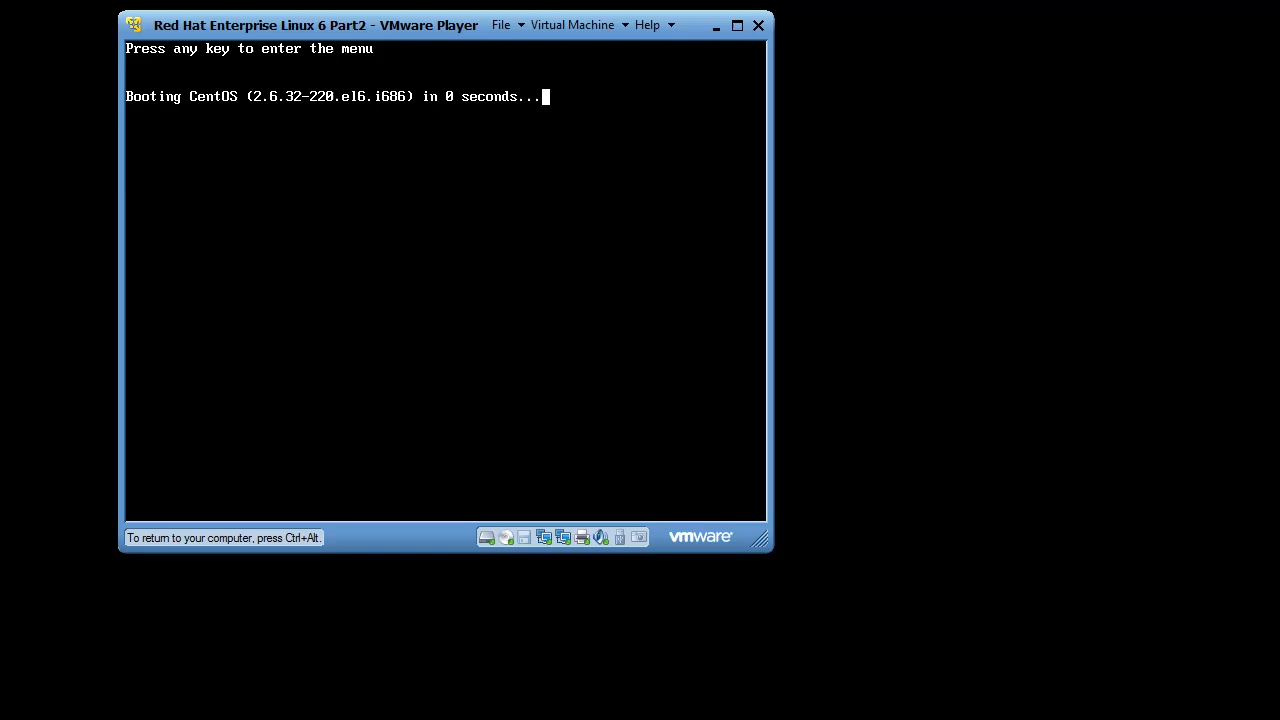 Red Hat Enterprise Linux 6 Part2 - VMware Player File Virtual Machine Help
Press any key to enter the menu
Booting CentOS (2.6.32-220.el6.i686) in 0 seconds...
To return to your computer, press Ctrl+Alt.
vmware